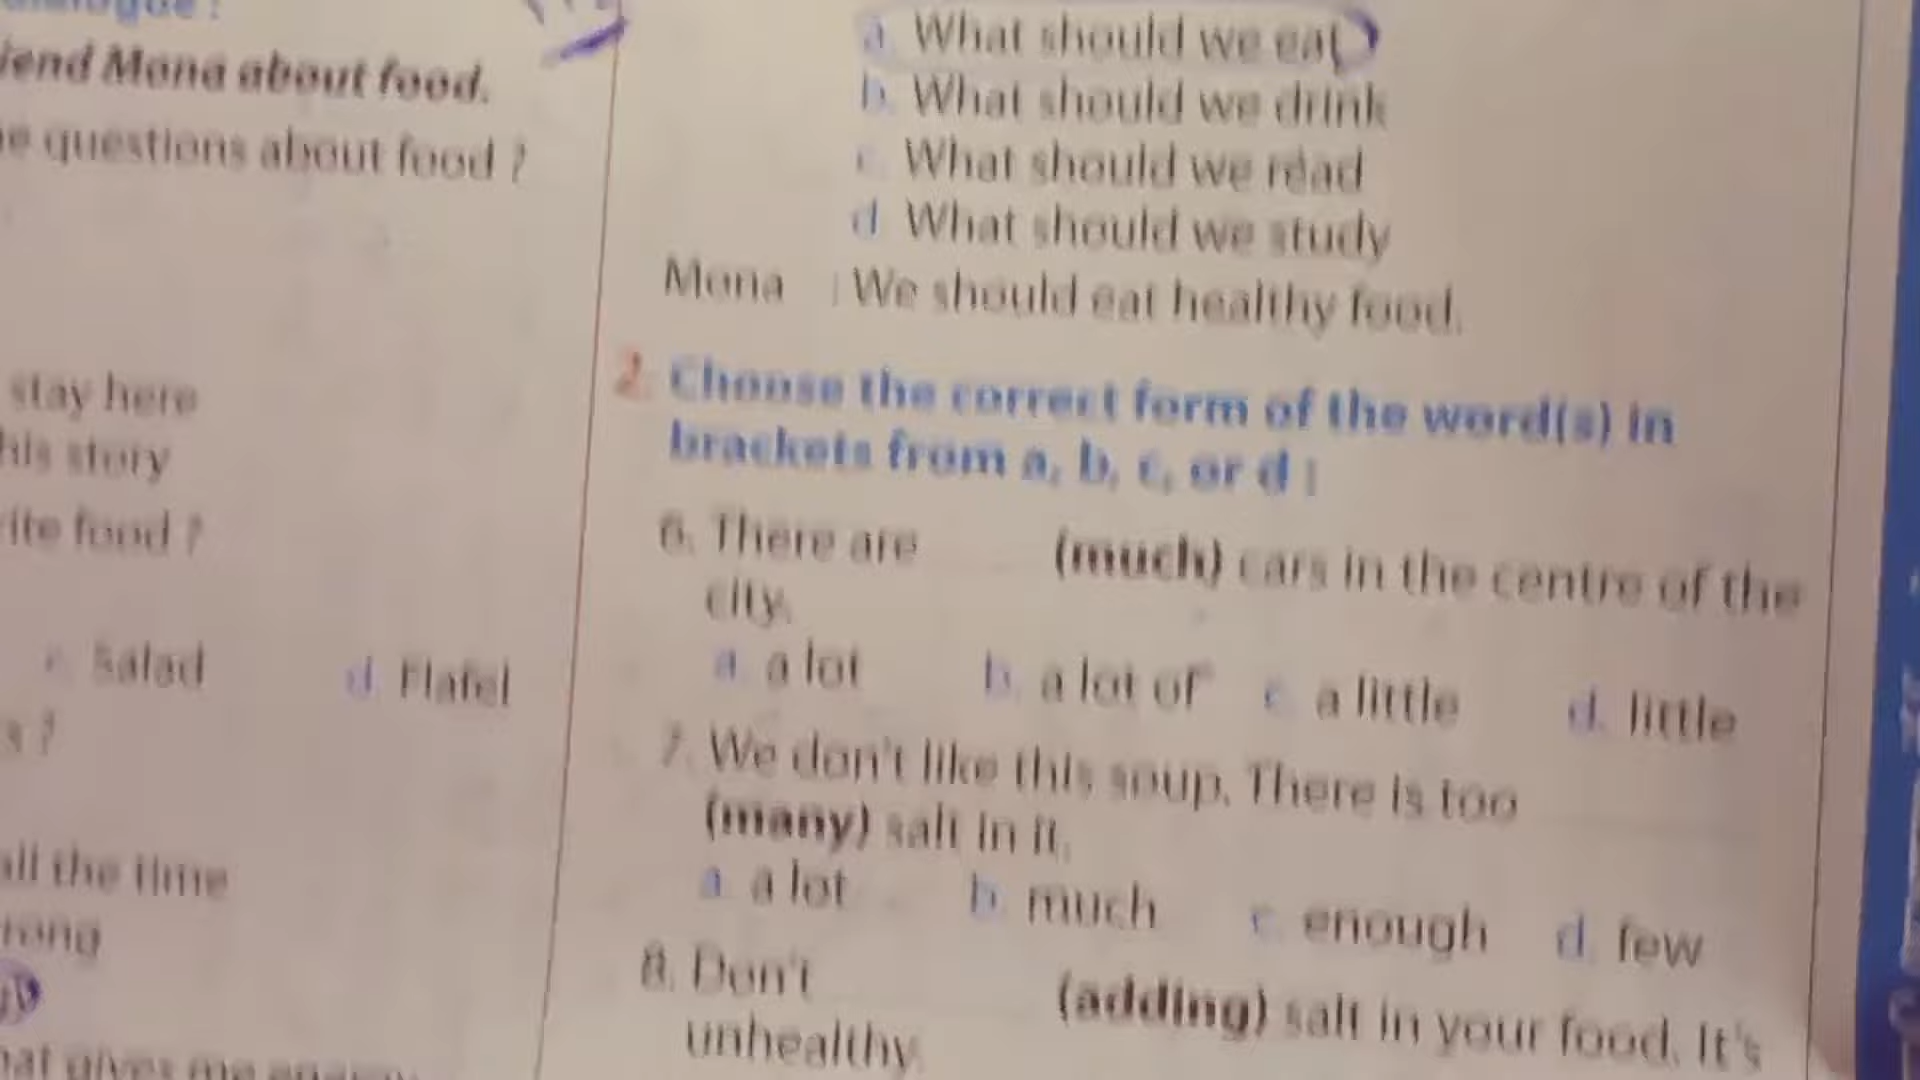 iend Mona about food.
e questions about food ?
stay here
his story
rite food ?
c. Salad d. Flafel
s ?
all the time
rong
a. What should we eat
b. What should we drink
c. What should we read
d. What should we study
Mona : We should eat healthy food.
2. Choose the correct form of the word(s) in
brackets from a, b, c, or d :
6. There are (much) cars in the centre of the
city.
a. a lot b. a lot of c. a little d. little
7. We don't like this soup. There is too
(many) salt in it.
a. a lot b. much c. enough d. few
8. Don't (adding) salt in your food. It's
unhealthy.